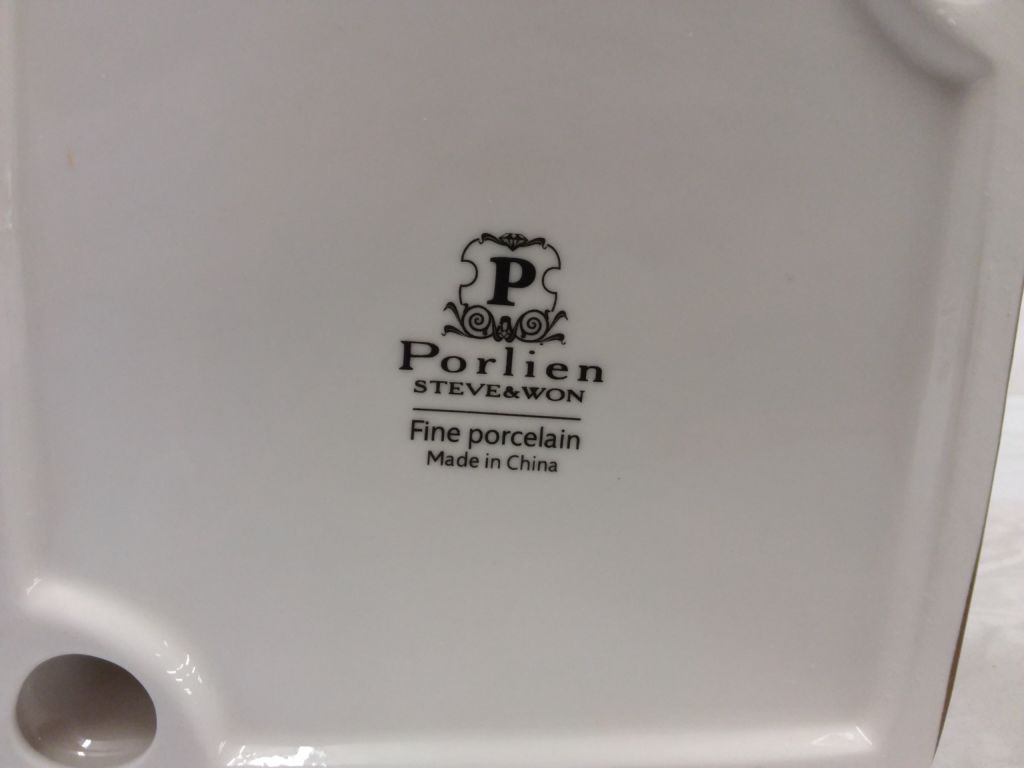 P
Porlien
STEVE&WON
Fine porcelain
Made in China